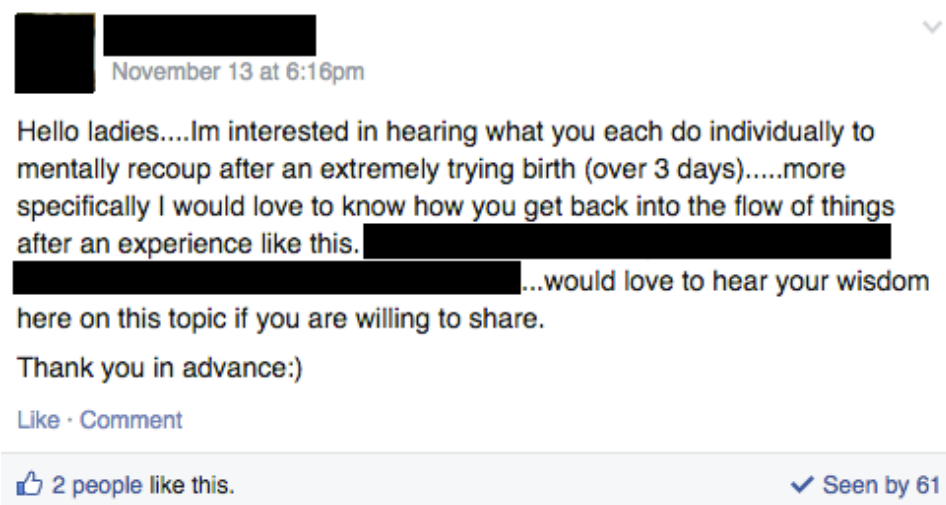 November 13 at 6:16pm
Hello ladies....Im interested in hearing what you each do individually to
mentally recoup after an extremely trying birth (over 3 days).....more
specifically I would love to know how you get back into the flow of things
after an experience like this.
...would love to hear your wisdom
here on this topic if you are willing to share.
Thank you in advance:)
Like · Comment
2 people like this. Seen by 61